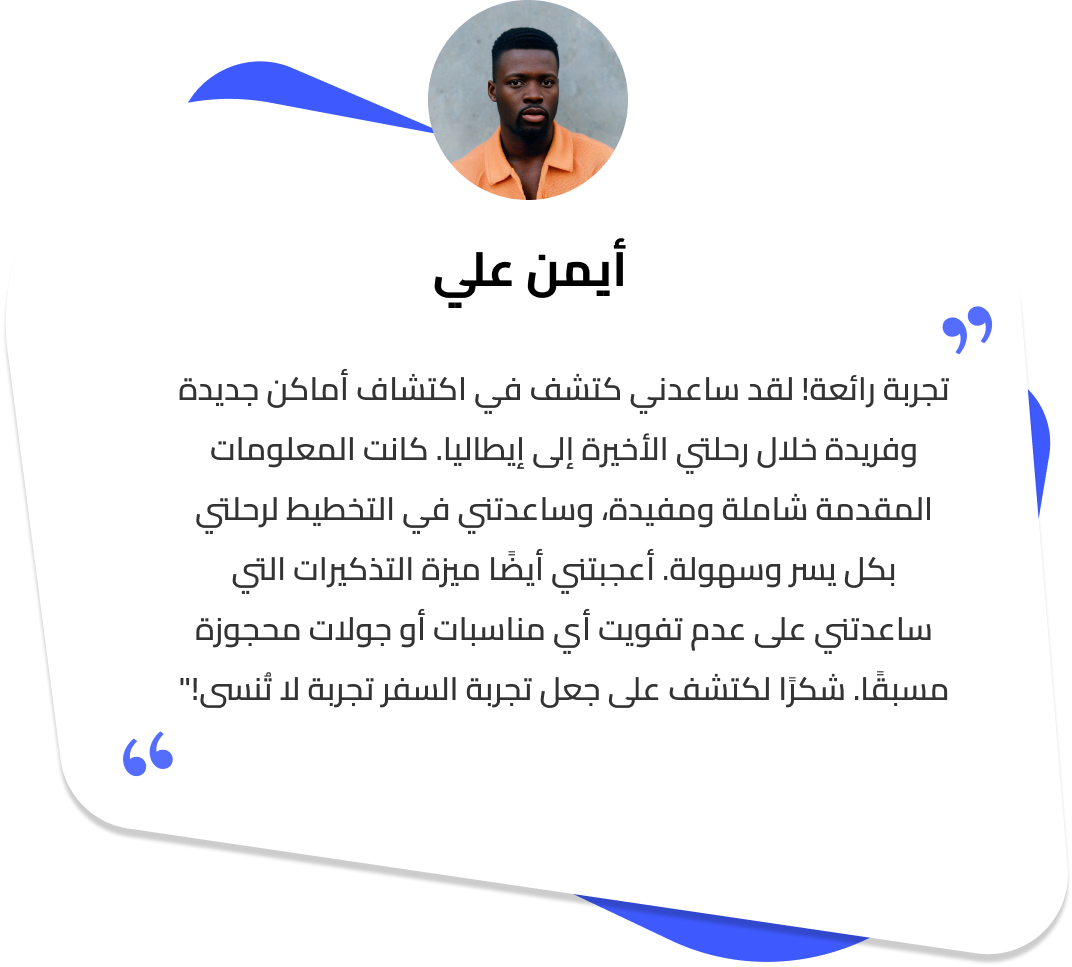 أيمن علي
تجربة رائعة! لقد ساعدني كتشف في اكتشاف أماكن جديدة
وفريدة خلال رحلتي الأخيرة إلى إيطاليا. كانت المعلومات
المقدمة شاملة ومفيدة، وساعدتني في التخطيط لرحلتي
بكل يسر وسهولة. أعجبتني أيضًا ميزة التذكيرات التي
ساعدتني على عدم تفويت أي مناسبات أو جولات محجوزة
مسبقًا. شكرًا لكتشف على جعل تجربة السفر تجربة لا تُنسى!"